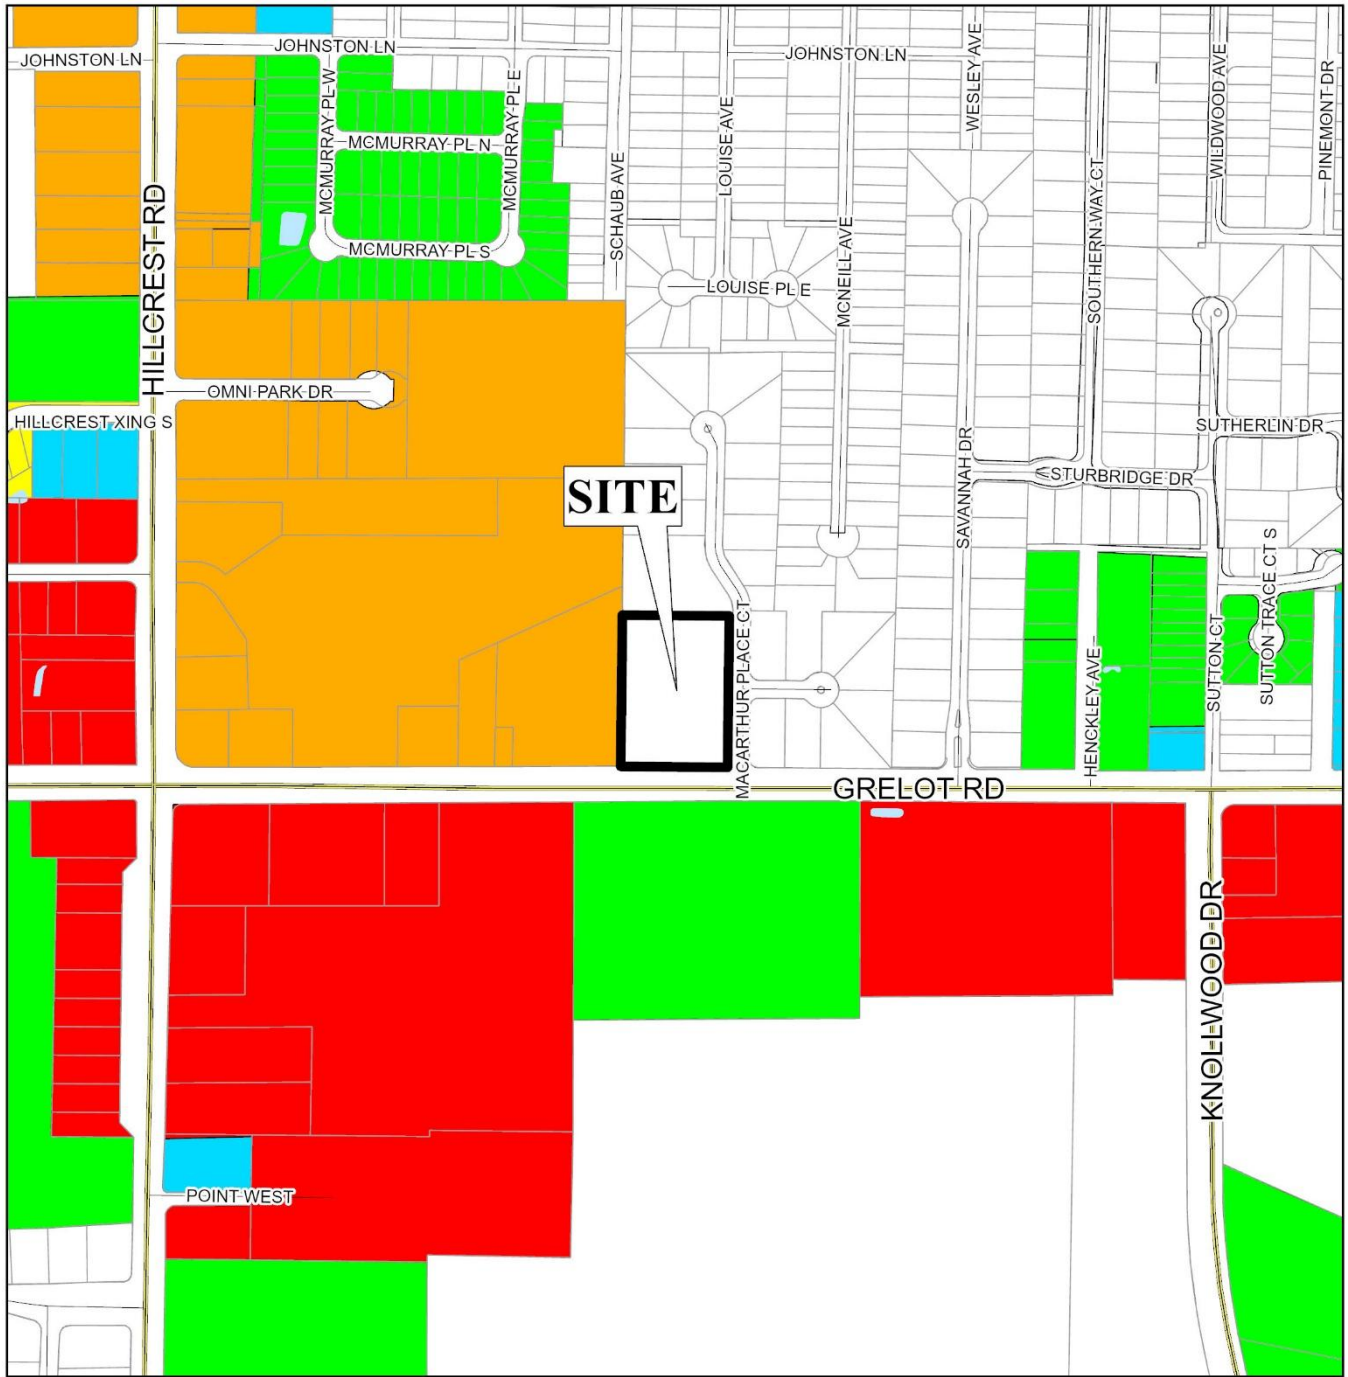 JOHNSTON LN
JOHNSTON LN
JOHNSTON LN
WESLEY AVE
WILDWOOD AVE
PINEMONT DR
MCMURRAY PL W
MCMURRAY PL E
MCMURRAY PL N
LOUISE AVE
SCHAUB AVE
SOUTHERN WAY CT
HILLCREST RD
MCMURRAY PL S
MCNEILL AVE
LOUISE PL E
OMNI PARK DR
HILLCREST XING S
SUTHERLIN DR
SAVANNAH DR
STURBRIDGE DR
SITE
SUTTON TRACE CT S
MACARTHUR PLACE CT
HENCKLEY AVE
SUTTON CT
GRELOT RD
KNOLLWOOD DR
POINT WEST